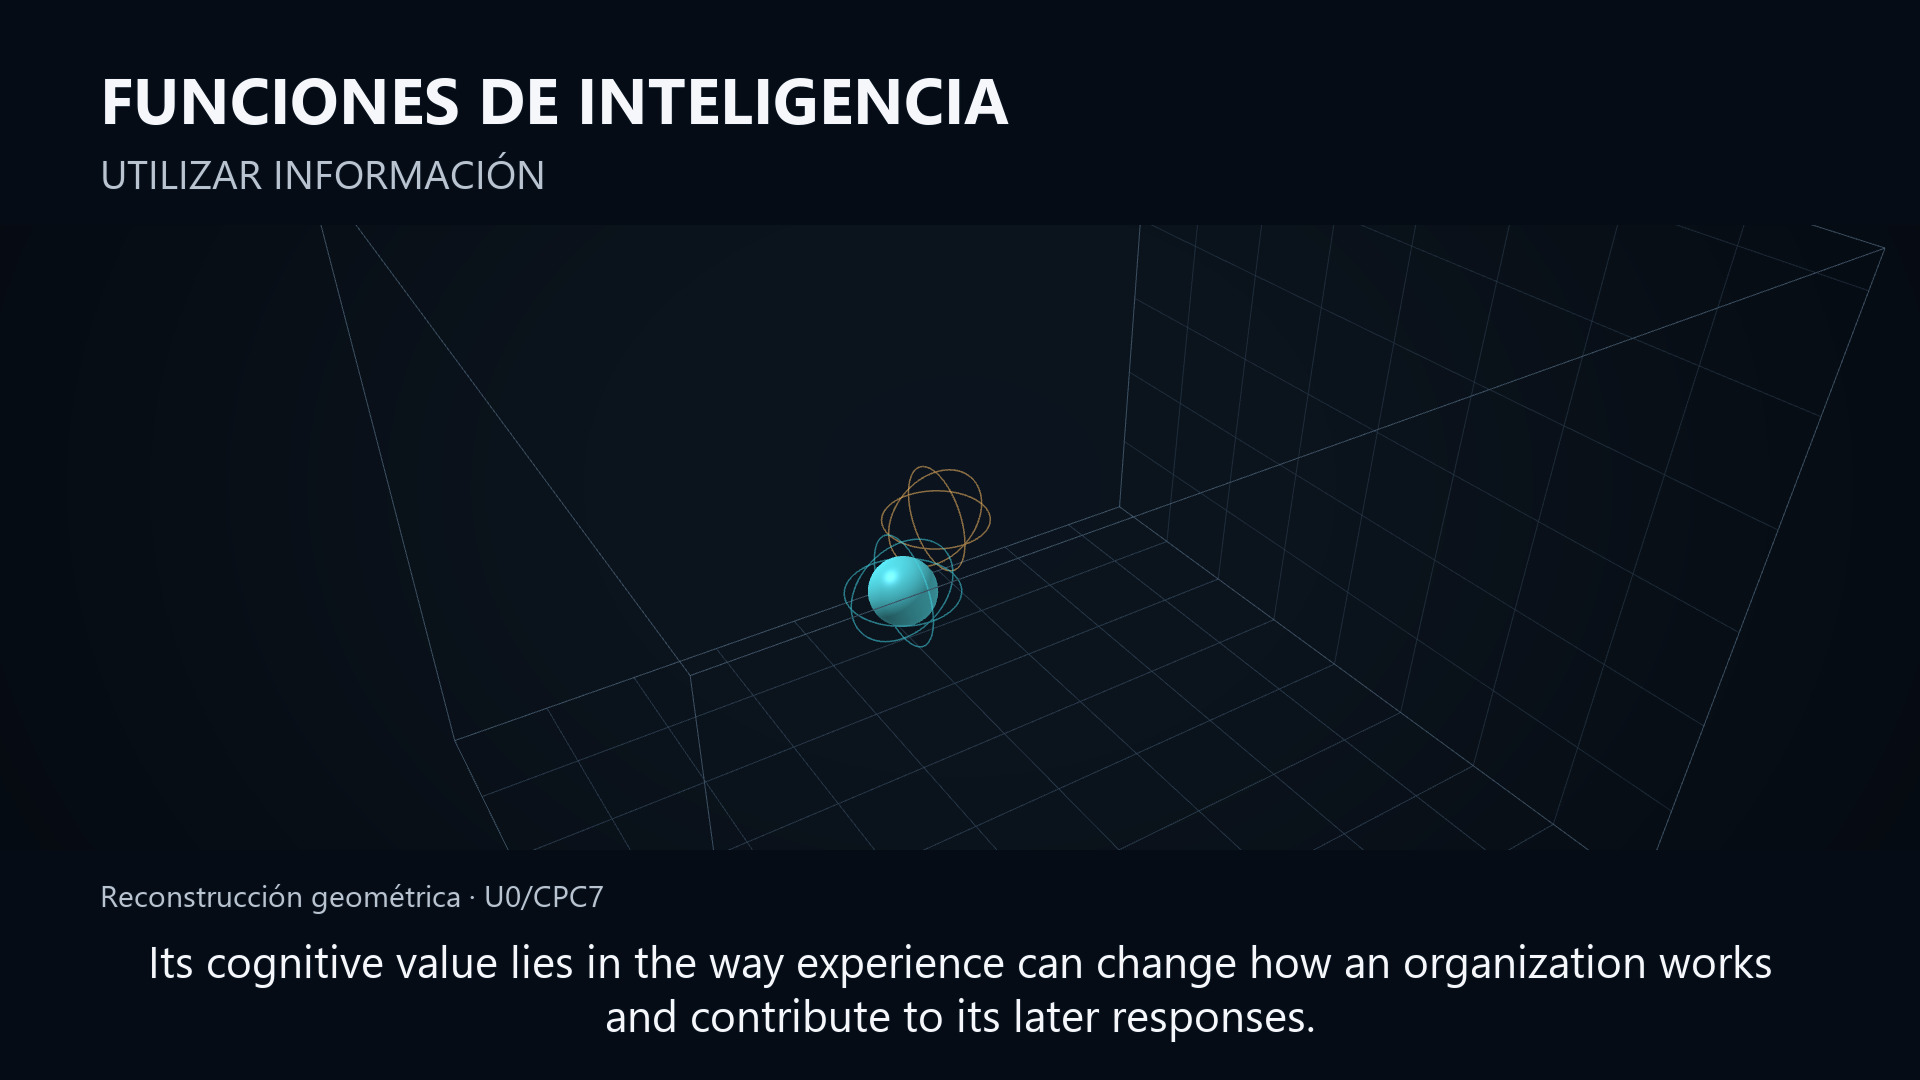 FUNCIONES DE INTELIGENCIA
UTILIZAR INFORMACIÓN
Reconstrucción geométrica · U0/CPC7
Its cognitive value lies in the way experience can change how an organization works
and contribute to its later responses.